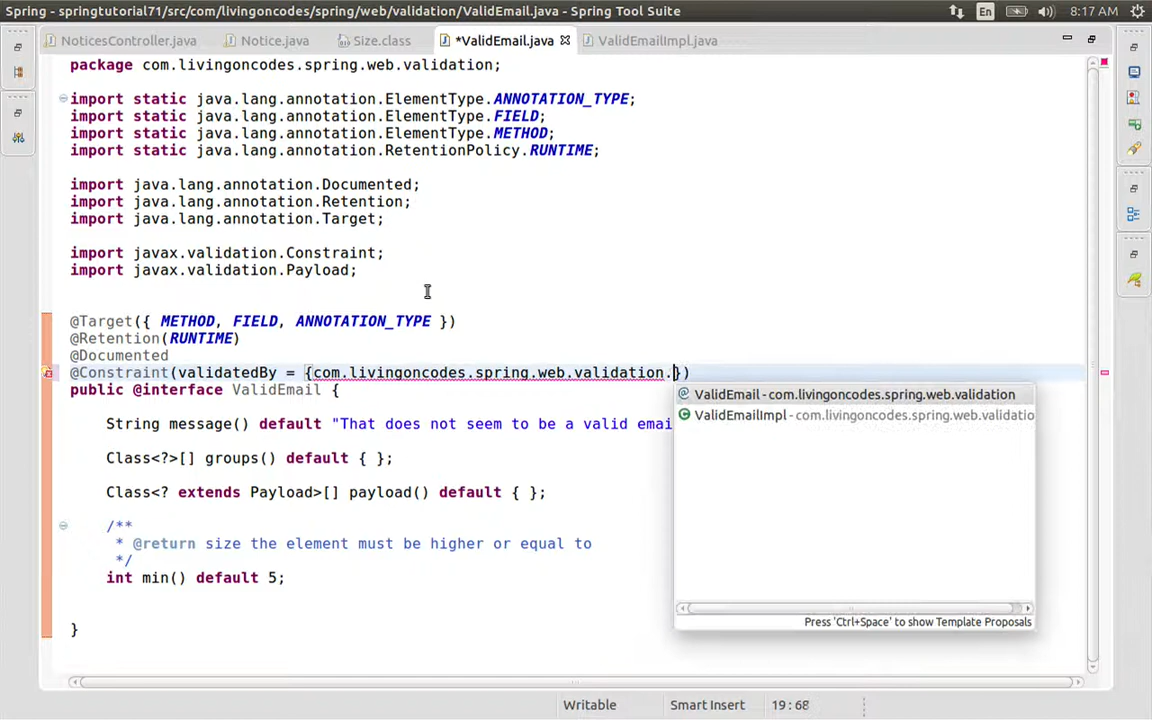 Spring - springtutorial71/src/com/livingoncodes/spring/web/validation/ValidEmail.java - Spring Tool Suite
En
8:17 AM
NoticesController.java
Notice.java
Size.class
*ValidEmail.java
ValidEmailImpl.java
package com.livingoncodes.spring.web.validation;
import static java.lang.annotation.ElementType.ANNOTATION_TYPE;
import static java.lang.annotation.ElementType.FIELD;
import static java.lang.annotation.ElementType.METHOD;
import static java.lang.annotation.RetentionPolicy.RUNTIME;
import java.lang.annotation.Documented;
import java.lang.annotation.Retention;
import java.lang.annotation.Target;
import javax.validation.Constraint;
import javax.validation.Payload;
@Target({ METHOD, FIELD, ANNOTATION_TYPE })
@Retention(RUNTIME)
@Documented
@Constraint(validatedBy = {com.livingoncodes.spring.web.validation.})
public @interface ValidEmail {
String message() default "That does not seem to be a valid emai
Class<?>[] groups() default { };
Class<? extends Payload>[] payload() default { };
/**
* @return size the element must be higher or equal to
*/
int min() default 5;
}
ValidEmail - com.livingoncodes.spring.web.validation
ValidEmailImpl - com.livingoncodes.spring.web.validatio
Press 'Ctrl+Space' to show Template Proposals
Writable
Smart Insert
19 : 68